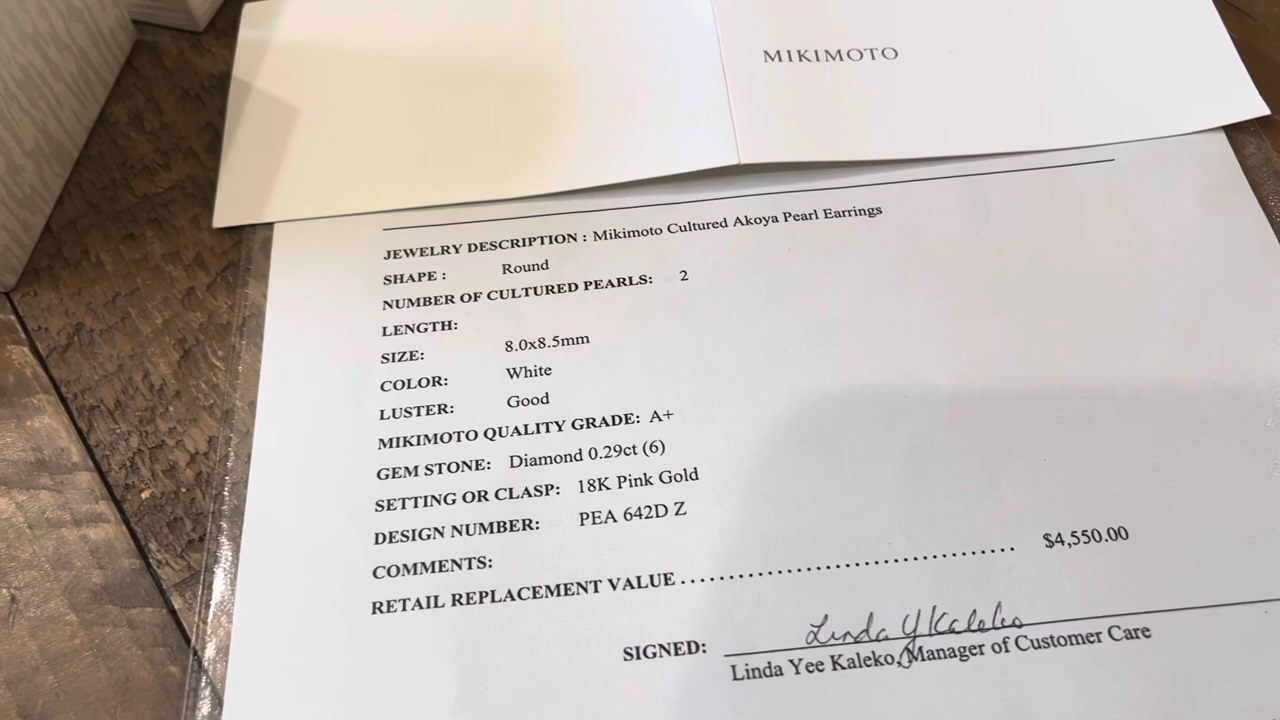 MIKIMOTO
JEWELRY DESCRIPTION : Mikimoto Cultured Akoya Pearl Earrings
SHAPE : Round
NUMBER OF CULTURED PEARLS: 2
LENGTH:
SIZE: 8.0x8.5mm
COLOR: White
LUSTER: Good
MIKIMOTO QUALITY GRADE: A+
GEM STONE: Diamond 0.29ct (6)
SETTING OR CLASP: 18K Pink Gold
DESIGN NUMBER: PEA 642D Z
COMMENTS:
RETAIL REPLACEMENT VALUE .................................. $4,550.00
SIGNED: Linda Y Kaleko
Linda Yee Kaleko, Manager of Customer Care